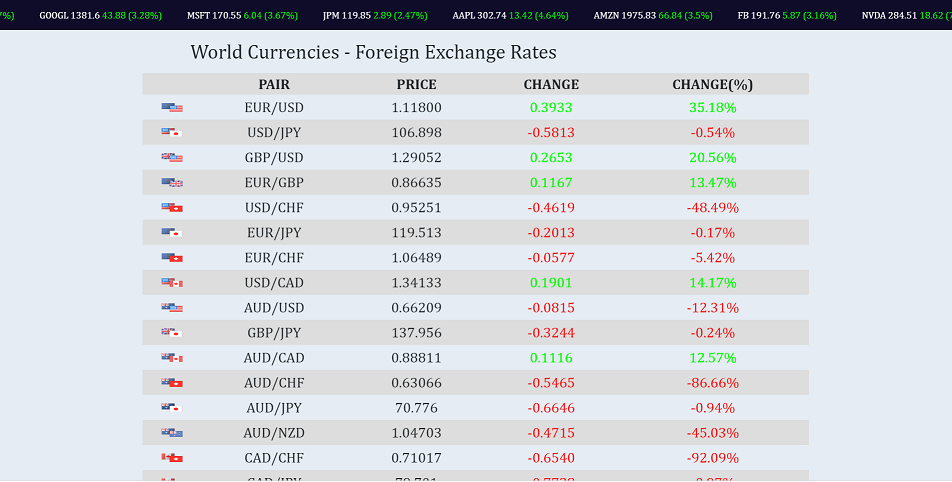 7%) GOOGL 1381.6 43.88 (3.28%) MSFT 170.55 6.04 (3.67%) JPM 119.85 2.89 (2.47%) AAPL 302.74 13.42 (4.64%) AMZN 1975.83 66.84 (3.5%) FB 191.76 5.87 (3.16%) NVDA 284.51 18.62
World Currencies - Foreign Exchange Rates
PAIR PRICE CHANGE CHANGE(%)
EUR/USD 1.11800 0.3933 35.18%
USD/JPY 106.898 -0.5813 -0.54%
GBP/USD 1.29052 0.2653 20.56%
EUR/GBP 0.86635 0.1167 13.47%
USD/CHF 0.95251 -0.4619 -48.49%
EUR/JPY 119.513 -0.2013 -0.17%
EUR/CHF 1.06489 -0.0577 -5.42%
USD/CAD 1.34133 0.1901 14.17%
AUD/USD 0.66209 -0.0815 -12.31%
GBP/JPY 137.956 -0.3244 -0.24%
AUD/CAD 0.88811 0.1116 12.57%
AUD/CHF 0.63066 -0.5465 -86.66%
AUD/JPY 70.776 -0.6646 -0.94%
AUD/NZD 1.04703 -0.4715 -45.03%
CAD/CHF 0.71017 -0.6540 -92.09%